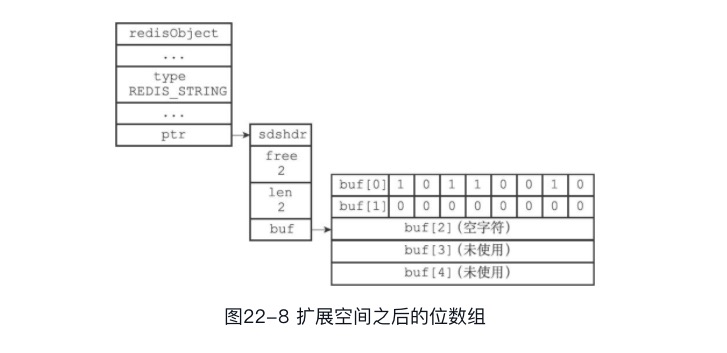 redisObject
...
type
REDIS_STRING
...
ptr
sdshdr
free
2
len
2
buf
buf[0] 1 0 1 1 0 0 1 0
buf[1] 0 0 0 0 0 0 0 0
buf[2](空字符)
buf[3](未使用)
buf[4](未使用)
图22-8 扩展空间之后的位数组